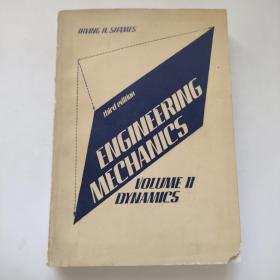 IRVING H. SHAMES
third edition
ENGINEERING
MECHANICS
VOLUME II
DYNAMICS